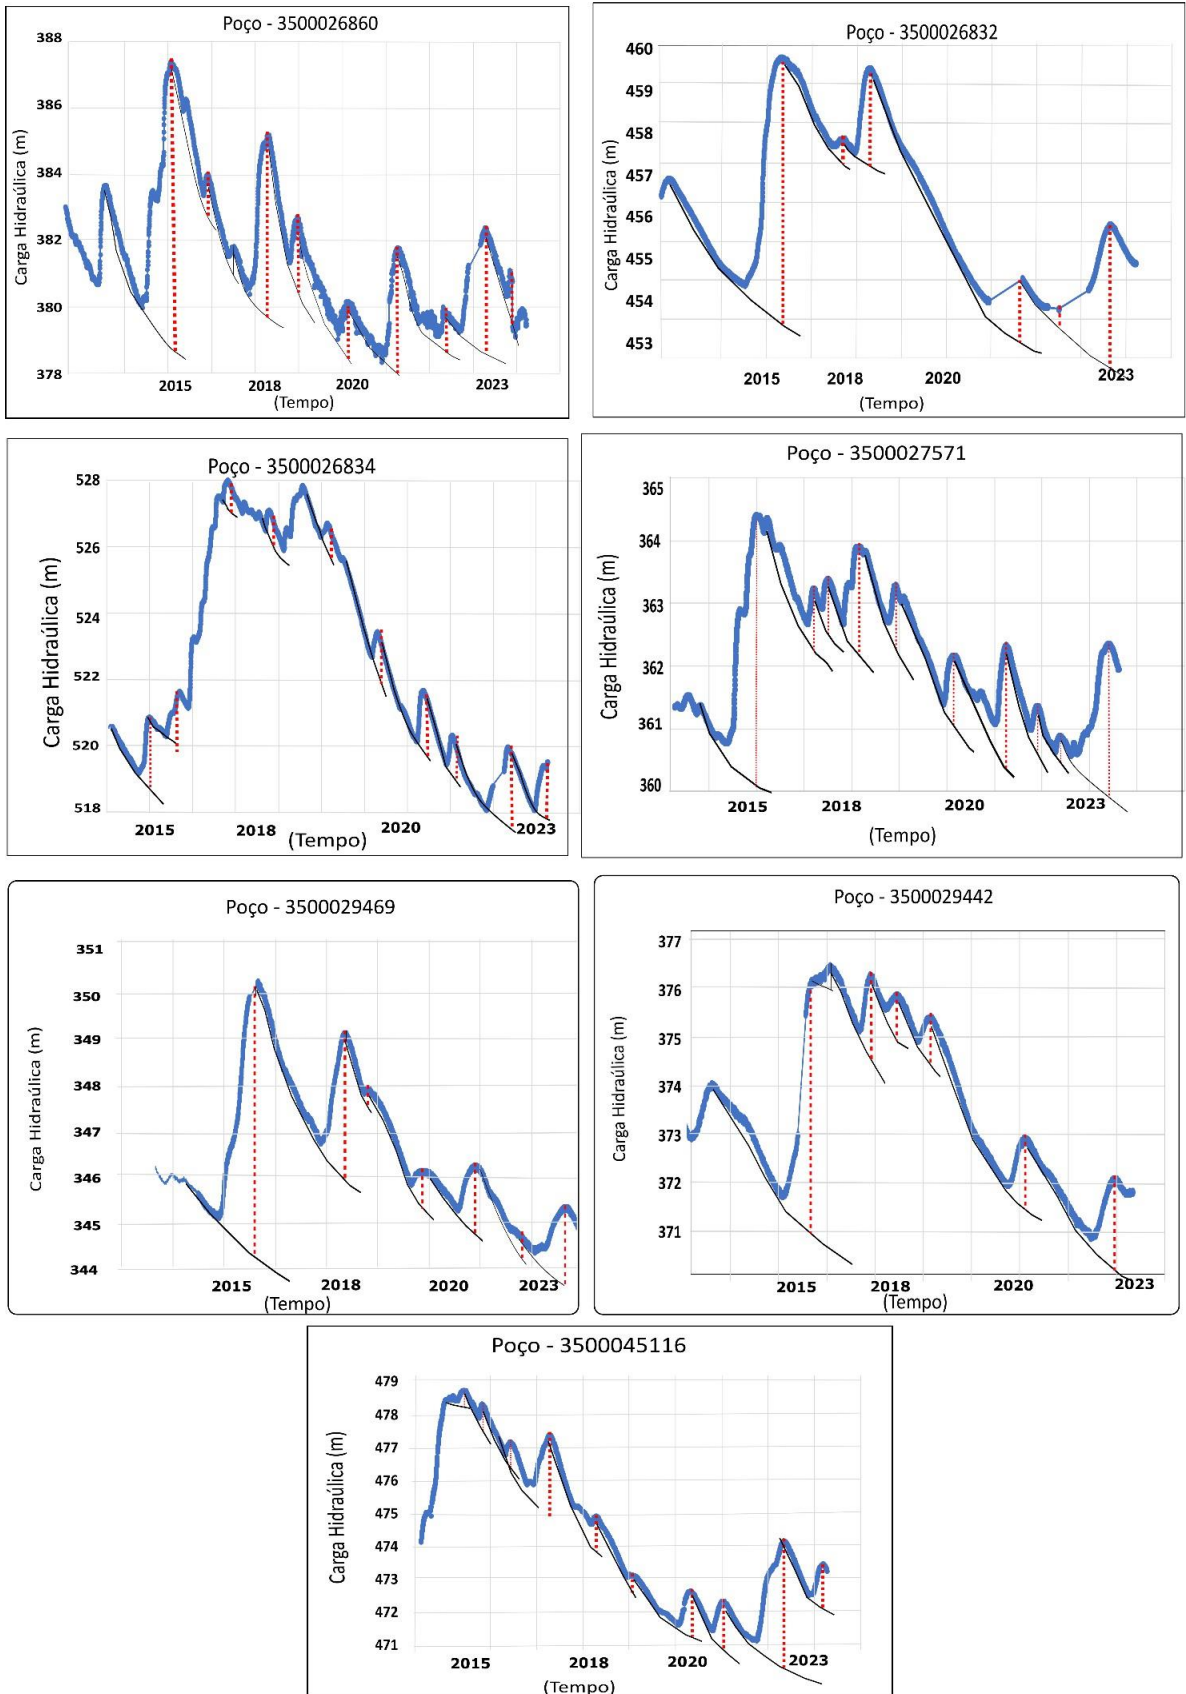 Poço - 3500026860
388
386
384
382
380
378
Carga Hidraúlica (m)
2015 2018 2020 2023
(Tempo)
Poço - 3500026832
460
459
458
457
456
455
454
453
Carga Hidraúlica (m)
2015 2018 2020 2023
(Tempo)
Poço - 3500026834
528
526
524
522
520
518
Carga Hidraúlica (m)
2015 2018 2020 2023
(Tempo)
Poço - 3500027571
365
364
363
362
361
360
Carga Hidraúlica (m)
2015 2018 2020 2023
(Tempo)
Poço - 3500029469
351
350
349
348
347
346
345
344
Carga Hidraúlica (m)
2015 2018 2020 2023
(Tempo)
Poço - 3500029442
377
376
375
374
373
372
371
Carga Hidraúlica (m)
2015 2018 2020 2023
(Tempo)
Poço - 3500045116
479
478
477
476
475
474
473
472
471
Carga Hidraúlica (m)
2015 2018 2020 2023
(Tempo)